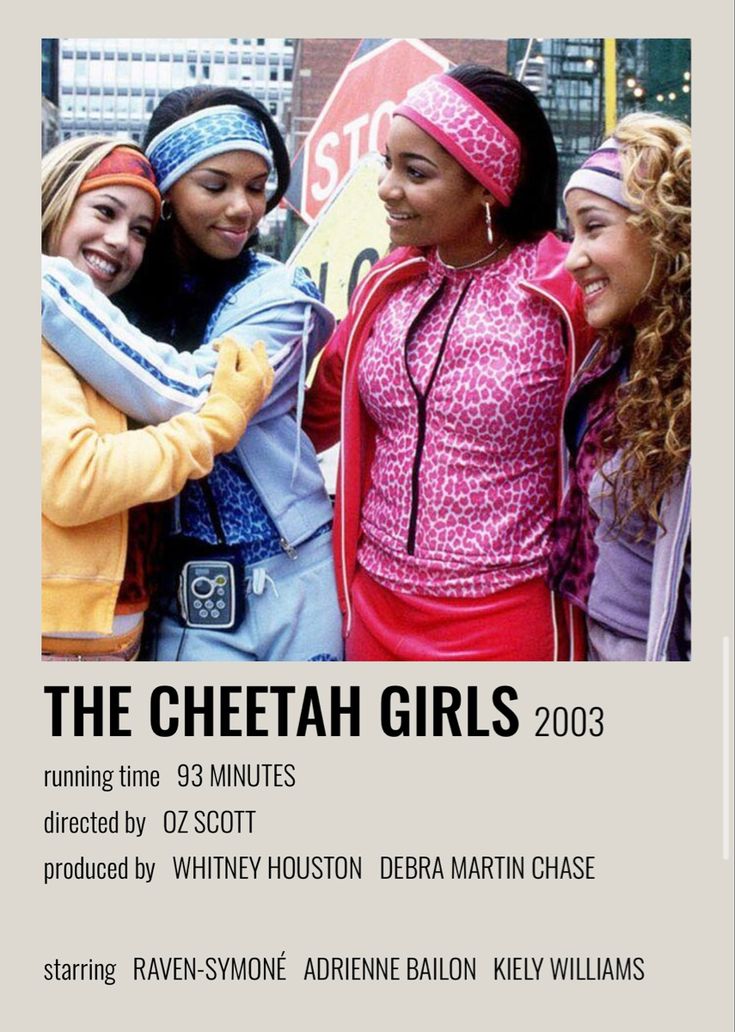 STOP
THE CHEETAH GIRLS 2003
running time 93 MINUTES
directed by OZ SCOTT
produced by WHITNEY HOUSTON DEBRA MARTIN CHASE
starring RAVEN-SYMONÉ ADRIENNE BAILON KIELY WILLIAMS